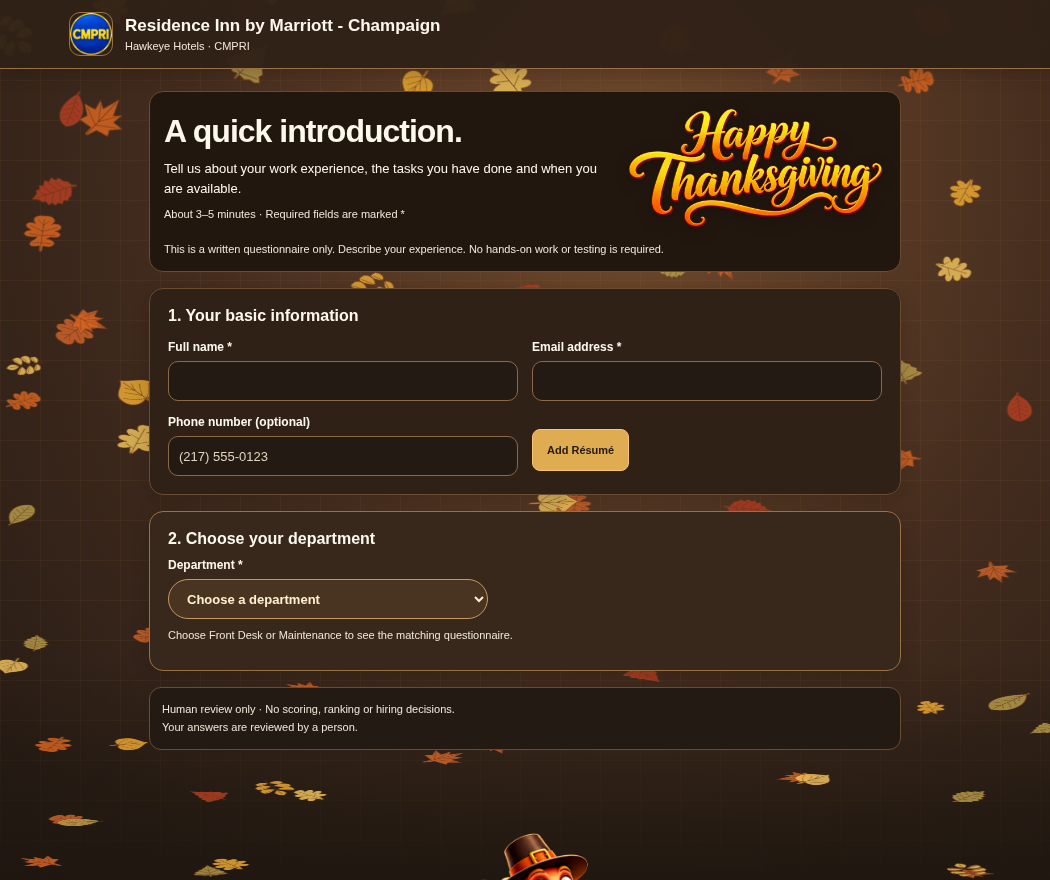 CMPRI
Residence Inn by Marriott - Champaign
Hawkeye Hotels · CMPRI
A quick introduction.
Tell us about your work experience, the tasks you have done and when you
are available.
About 3–5 minutes · Required fields are marked *
This is a written questionnaire only. Describe your experience. No hands-on work or testing is required.
Happy
Thanksgiving
1. Your basic information
Full name *
Email address *
Phone number (optional)
(217) 555-0123
Add Résumé
2. Choose your department
Department *
Choose a department
Choose Front Desk or Maintenance to see the matching questionnaire.
Human review only · No scoring, ranking or hiring decisions.
Your answers are reviewed by a person.